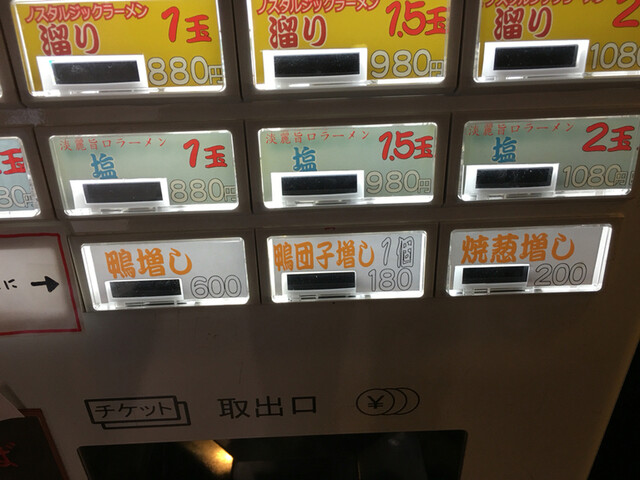 ノスタルジックラーメン
溜り 1玉
880円
ノスタルジックラーメン
溜り 1.5玉
980円
ノスタルジックラーメン
溜り 2
1080
玉
80円
淡麗旨口ラーメン
塩 1玉
880円
淡麗旨口ラーメン
塩 1.5玉
980円
淡麗旨口ラーメン
塩 2玉
1080円
鴨増し
600
鴨団子増し 1個
180
焼葱増し
200
チケット 取出口 ¥